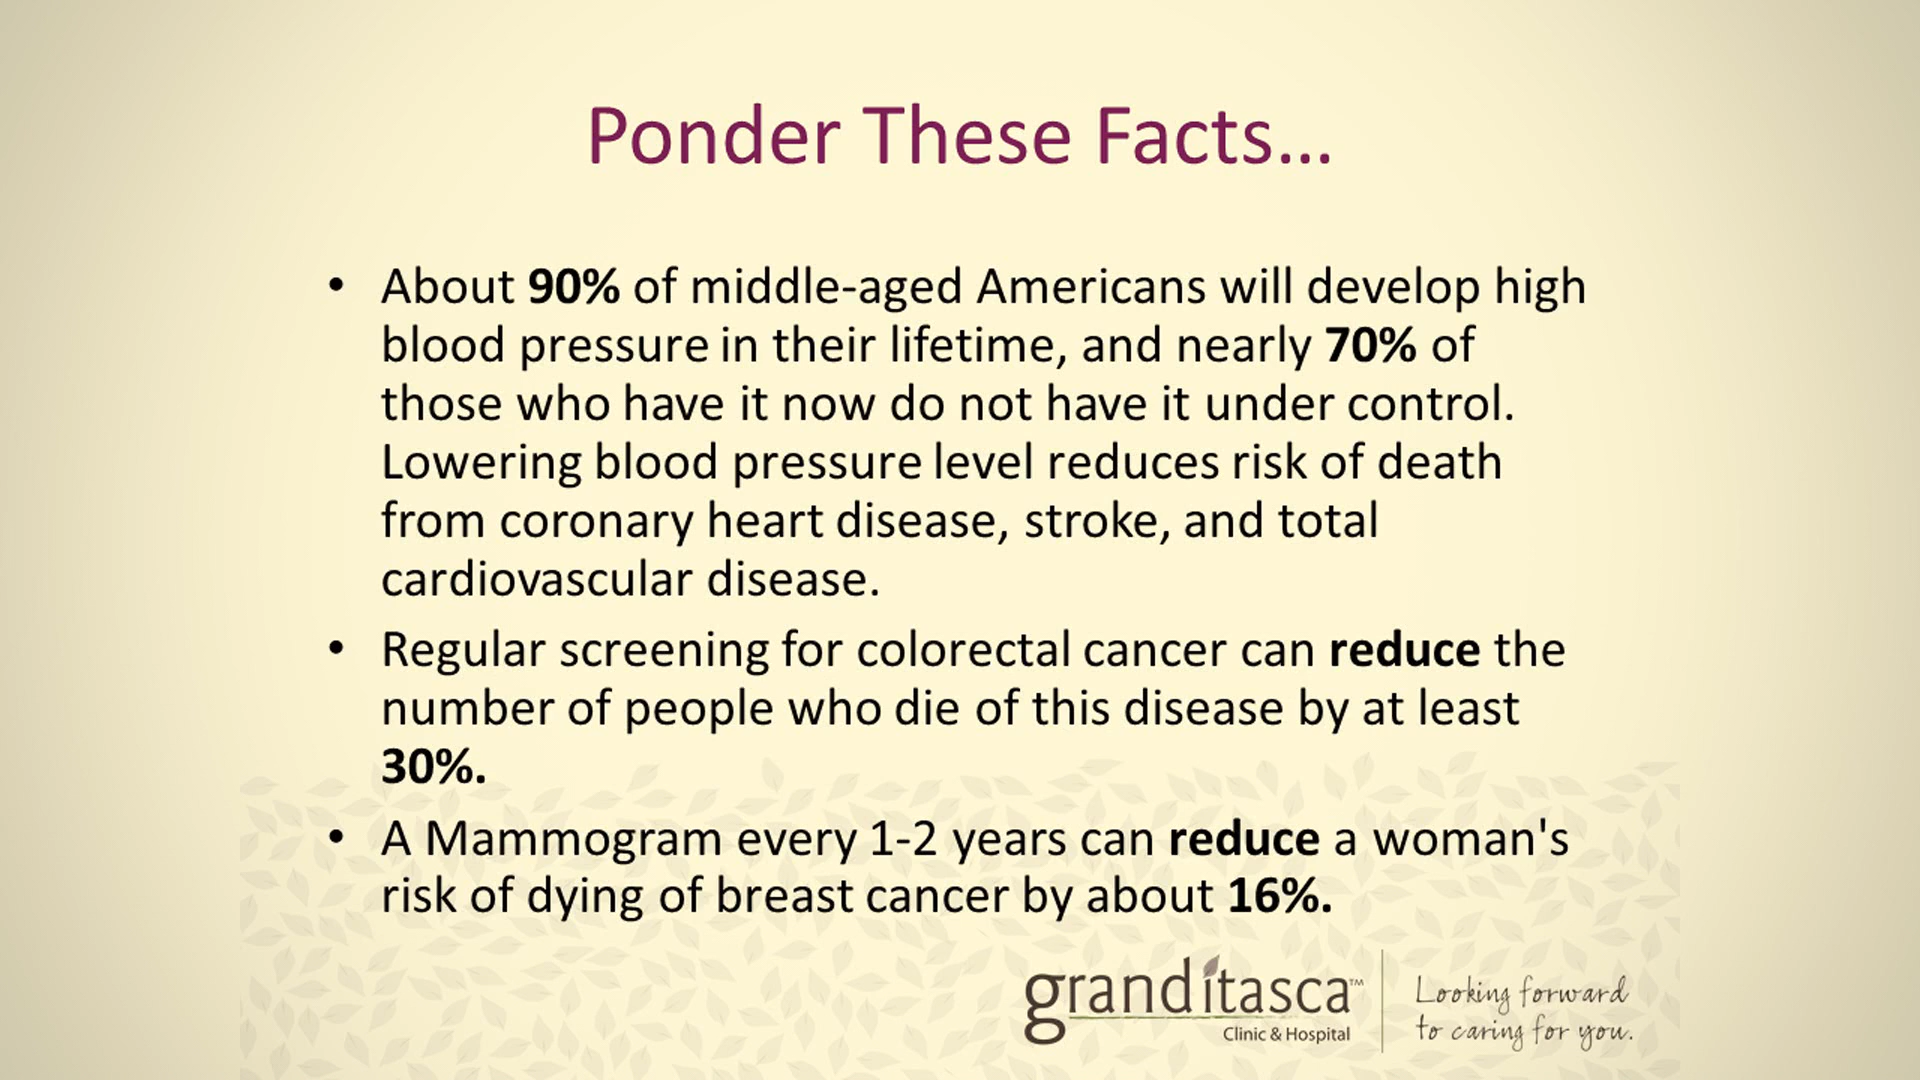 Ponder These Facts...
• About 90% of middle-aged Americans will develop high
blood pressure in their lifetime, and nearly 70% of
those who have it now do not have it under control.
Lowering blood pressure level reduces risk of death
from coronary heart disease, stroke, and total
cardiovascular disease.
• Regular screening for colorectal cancer can reduce the
number of people who die of this disease by at least
30%.
• A Mammogram every 1-2 years can reduce a woman's
risk of dying of breast cancer by about 16%.
granditasca™
Clinic & Hospital
Looking forward
to caring for you.